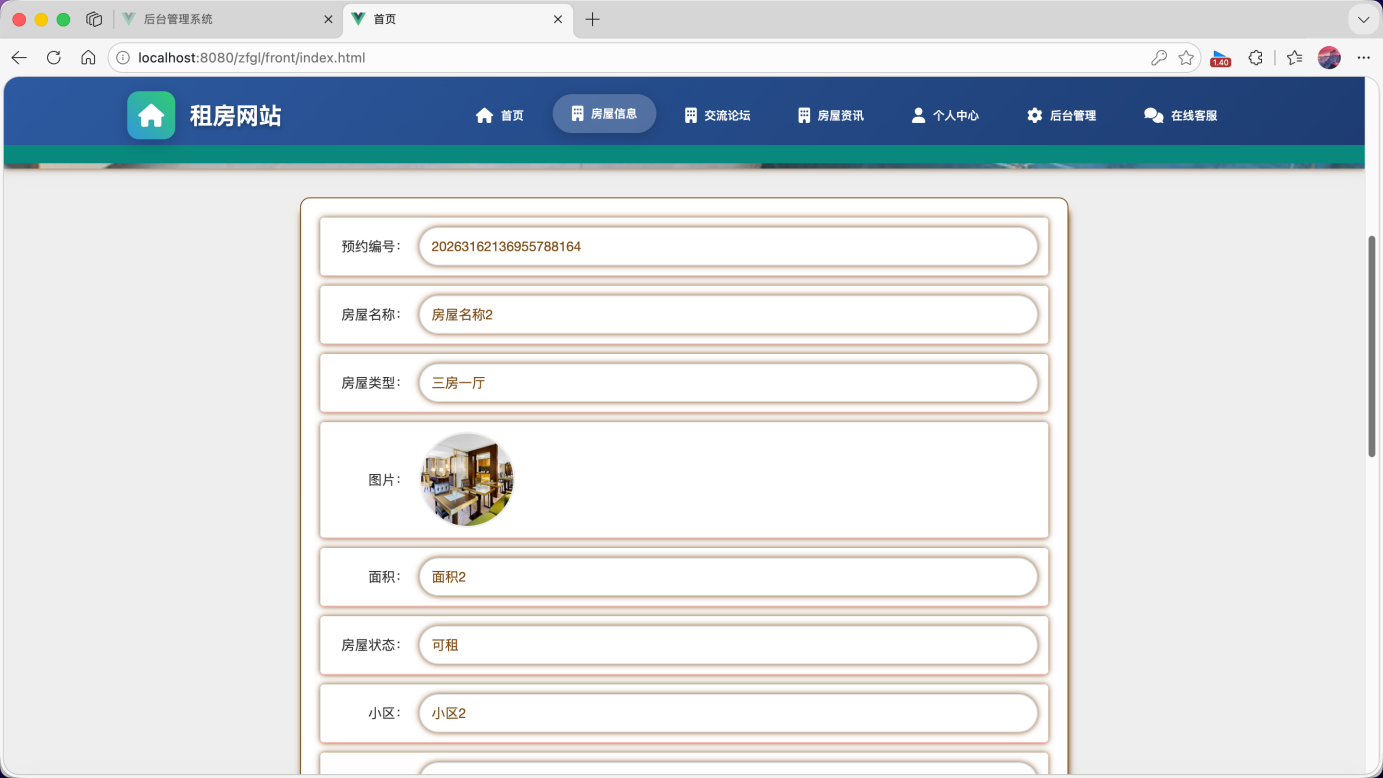 后台管理系统
首页
localhost:8080/zfgl/front/index.html
1.40
租房网站
首页
房屋信息
交流论坛
房屋资讯
个人中心
后台管理
在线客服
预约编号：
20263162136955788164
房屋名称：
房屋名称2
房屋类型：
三房一厅
图片：
面积：
面积2
房屋状态：
可租
小区：
小区2